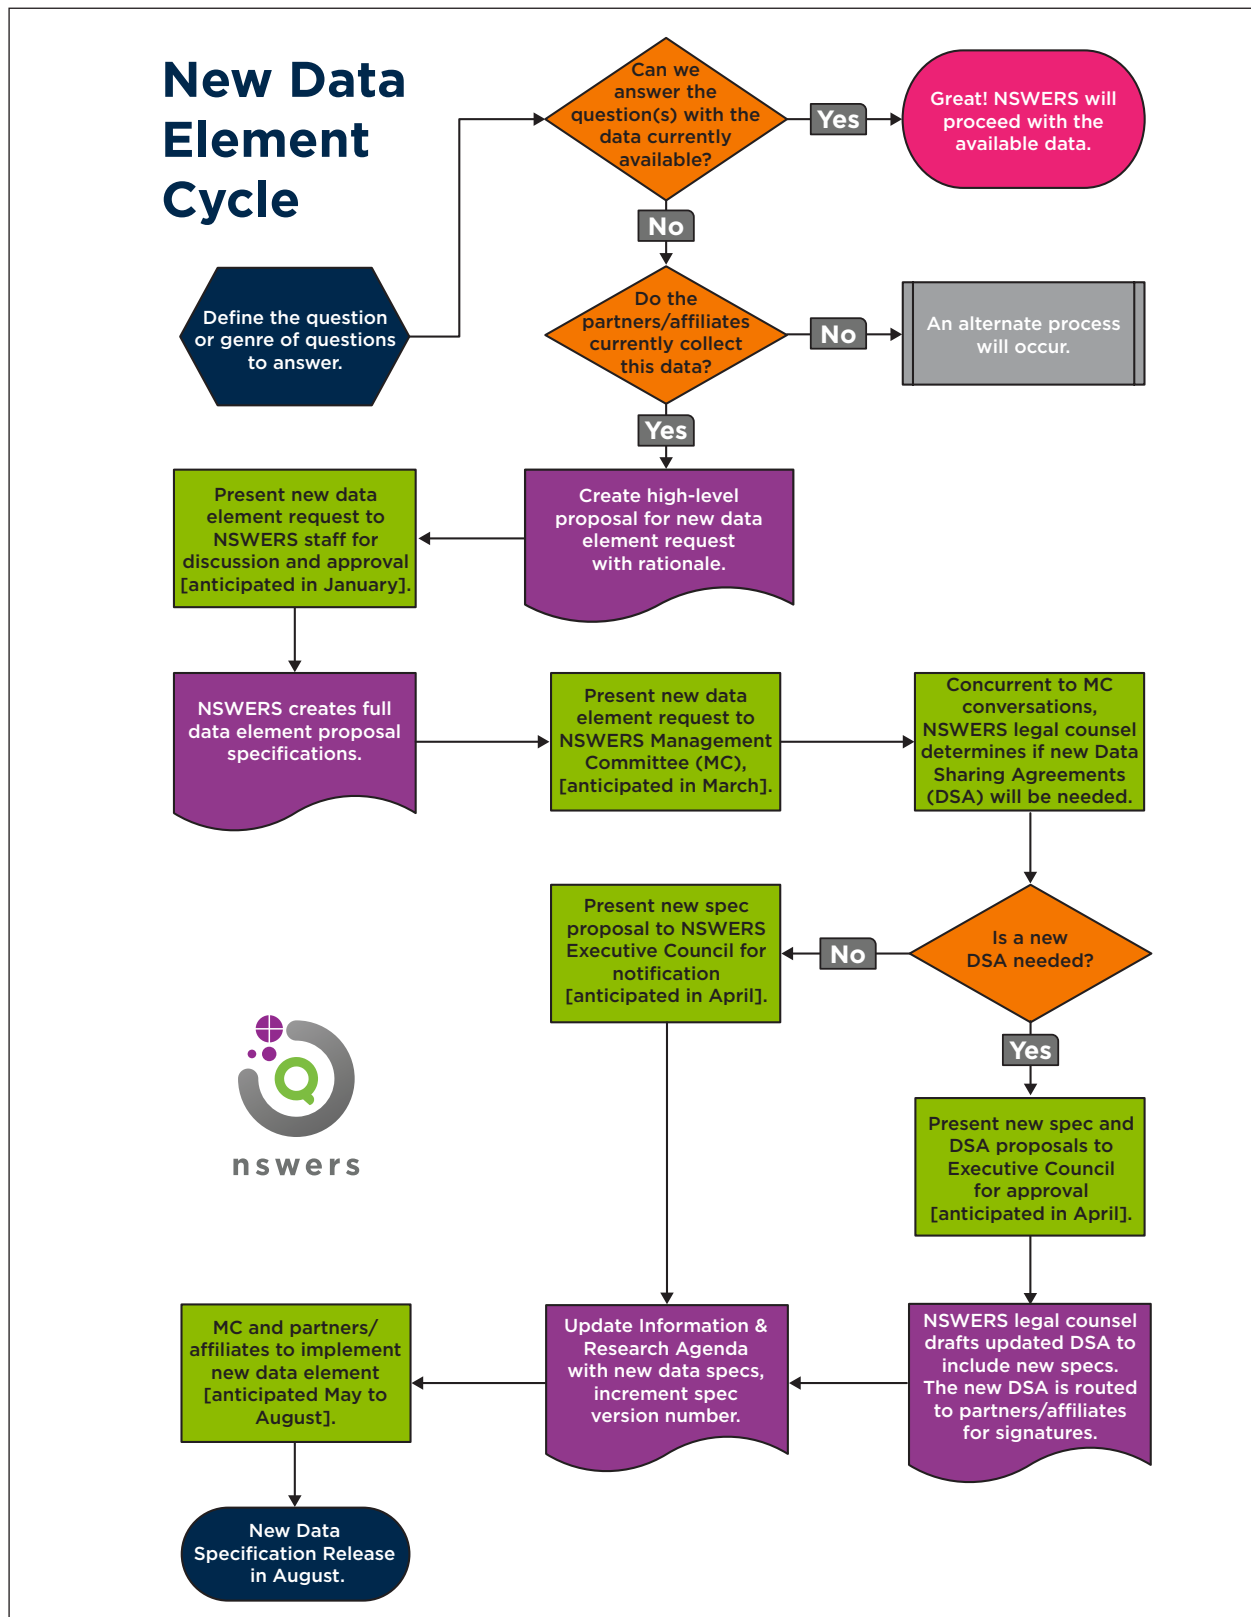 New Data
Element
Cycle
Can we
answer the
question(s) with the
data currently
available?
Yes
Great! NSWERS will
proceed with the
available data.
No
Define the question
or genre of questions
to answer.
Do the
partners/affiliates
currently collect
this data?
No
An alternate process
will occur.
Yes
Create high-level
proposal for new data
element request
with rationale.
Present new data
element request to
NSWERS staff for
discussion and approval
[anticipated in January].
NSWERS creates full
data element proposal
specifications.
Present new data
element request to
NSWERS Management
Committee (MC),
[anticipated in March].
Concurrent to MC
conversations,
NSWERS legal counsel
determines if new Data
Sharing Agreements
(DSA) will be needed.
Is a new
DSA needed?
No
Present new spec
proposal to NSWERS
Executive Council for
notification
[anticipated in April].
Yes
Present new spec and
DSA proposals to
Executive Council
for approval
[anticipated in April].
nswers
NSWERS legal counsel
drafts updated DSA to
include new specs.
The new DSA is routed
to partners/affiliates
for signatures.
Update Information &
Research Agenda
with new data specs,
increment spec
version number.
MC and partners/
affiliates to implement
new data element
[anticipated May to
August].
New Data
Specification Release
in August.